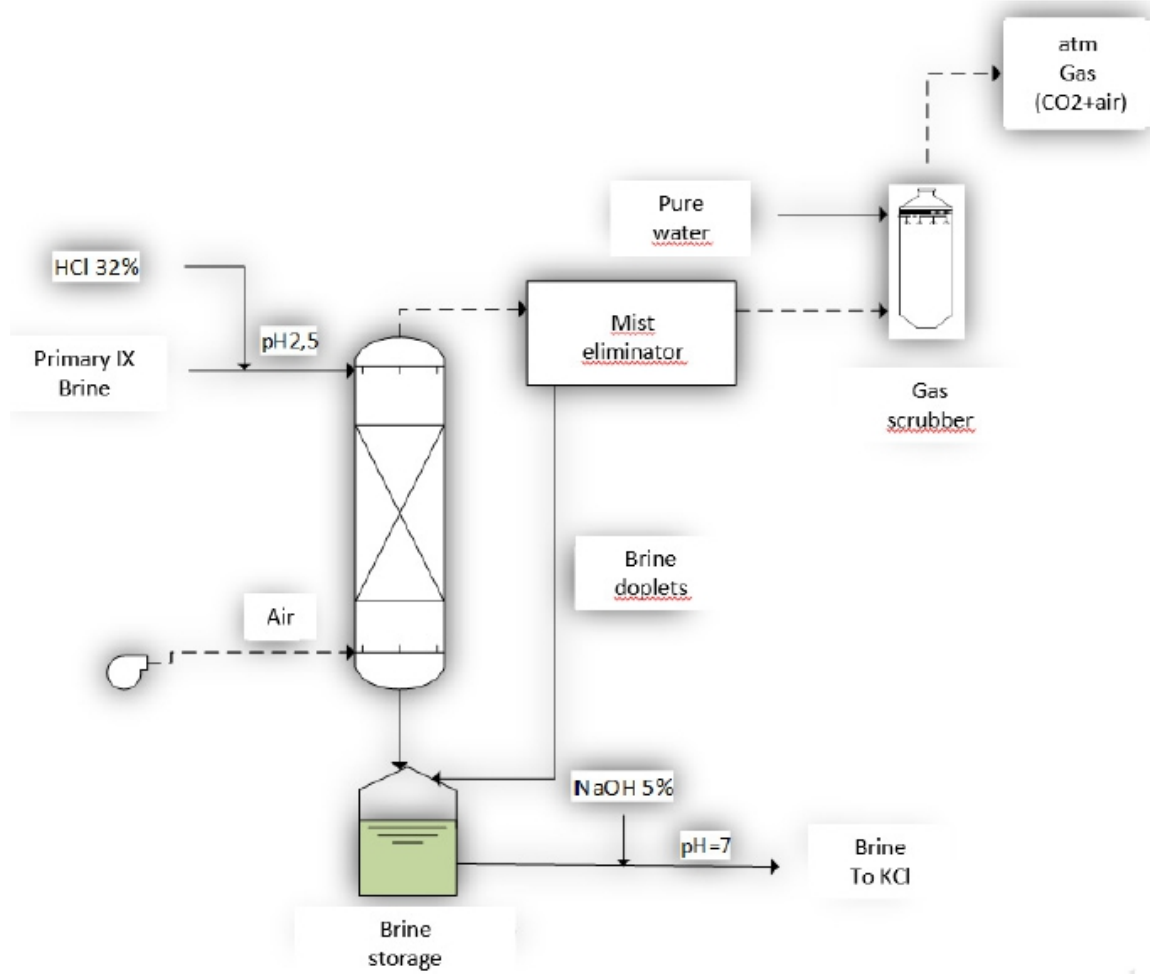 atm
Gas
(CO2+air)
Pure
water
HCl 32%
Mist
eliminator
pH2,5
Primary IX
Brine
Gas
scrubber
Brine
doplets
Air
NaOH 5%
pH=7
Brine
To KCl
Brine
storage